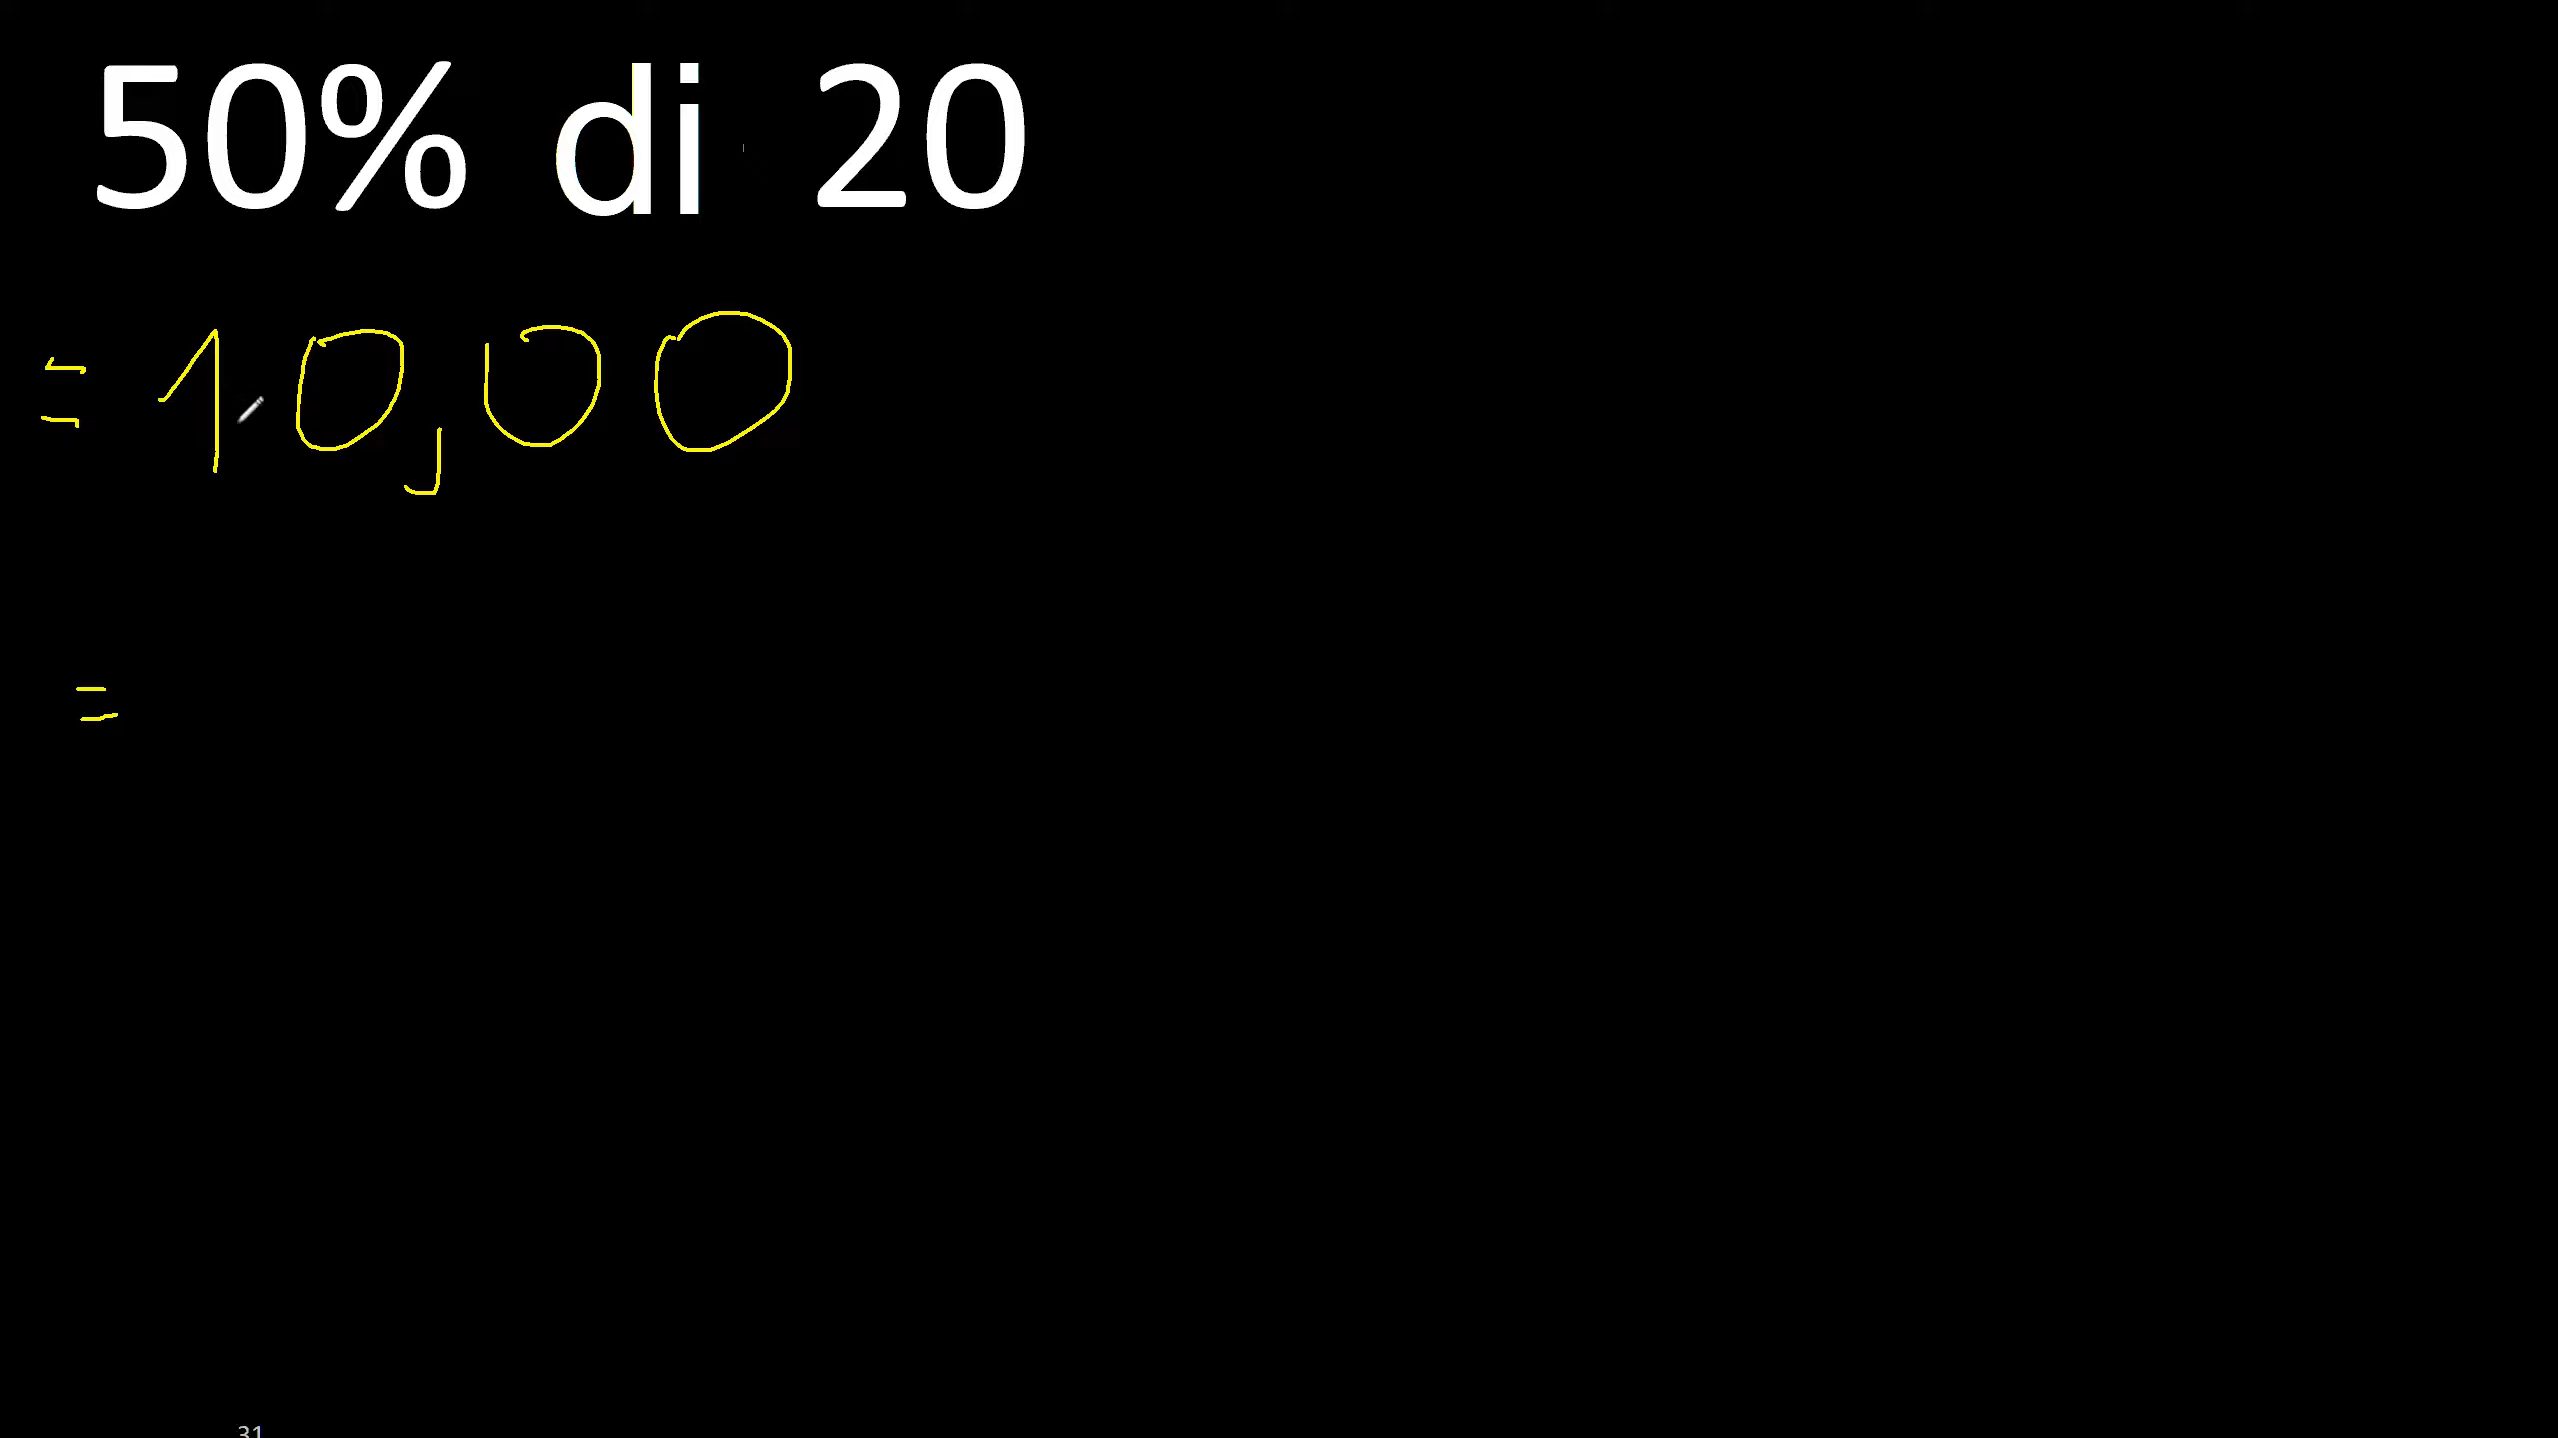 50% di 20
= 10,00
=
31